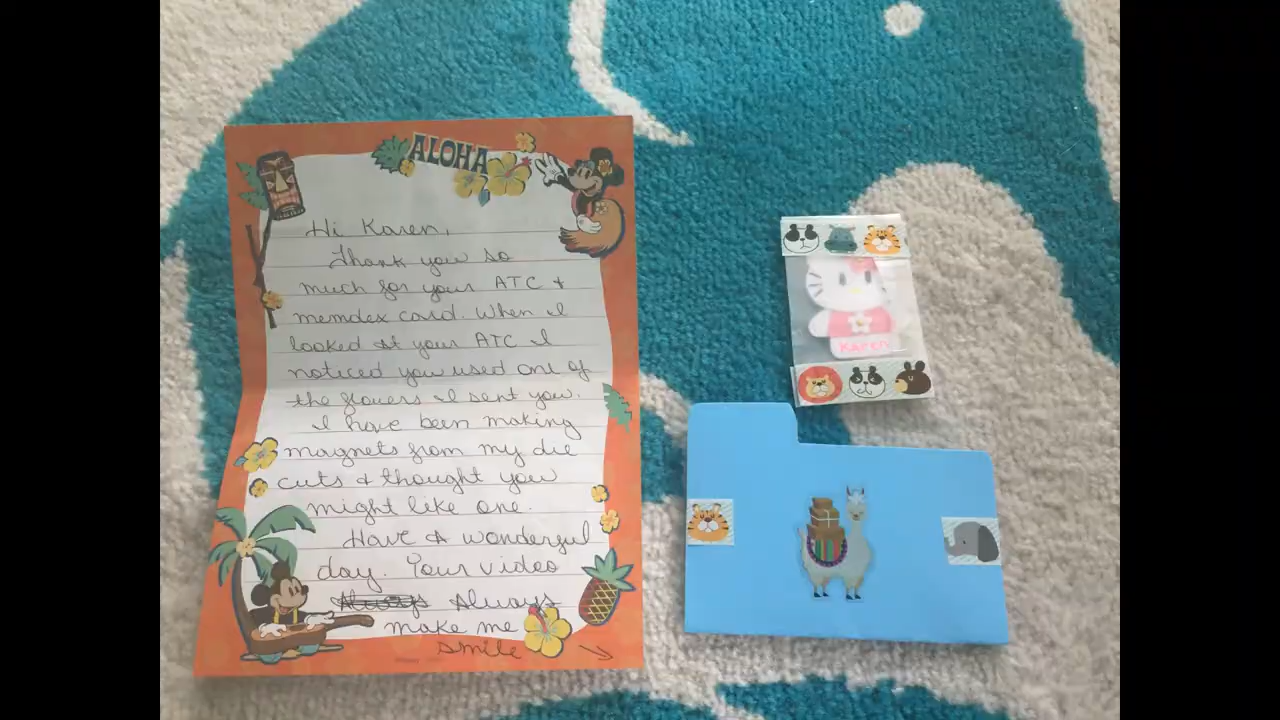 ALOHA
Hi Karen,
Thank you so
much for your ATC +
memdex card. When I
looked at your ATC I
noticed you used one of
the flowers I sent you.
I have been making
magnets from my die
cuts + thought you
might like one.
Have a wonderful
day. Your video
Always Always
make me
smile
Karen